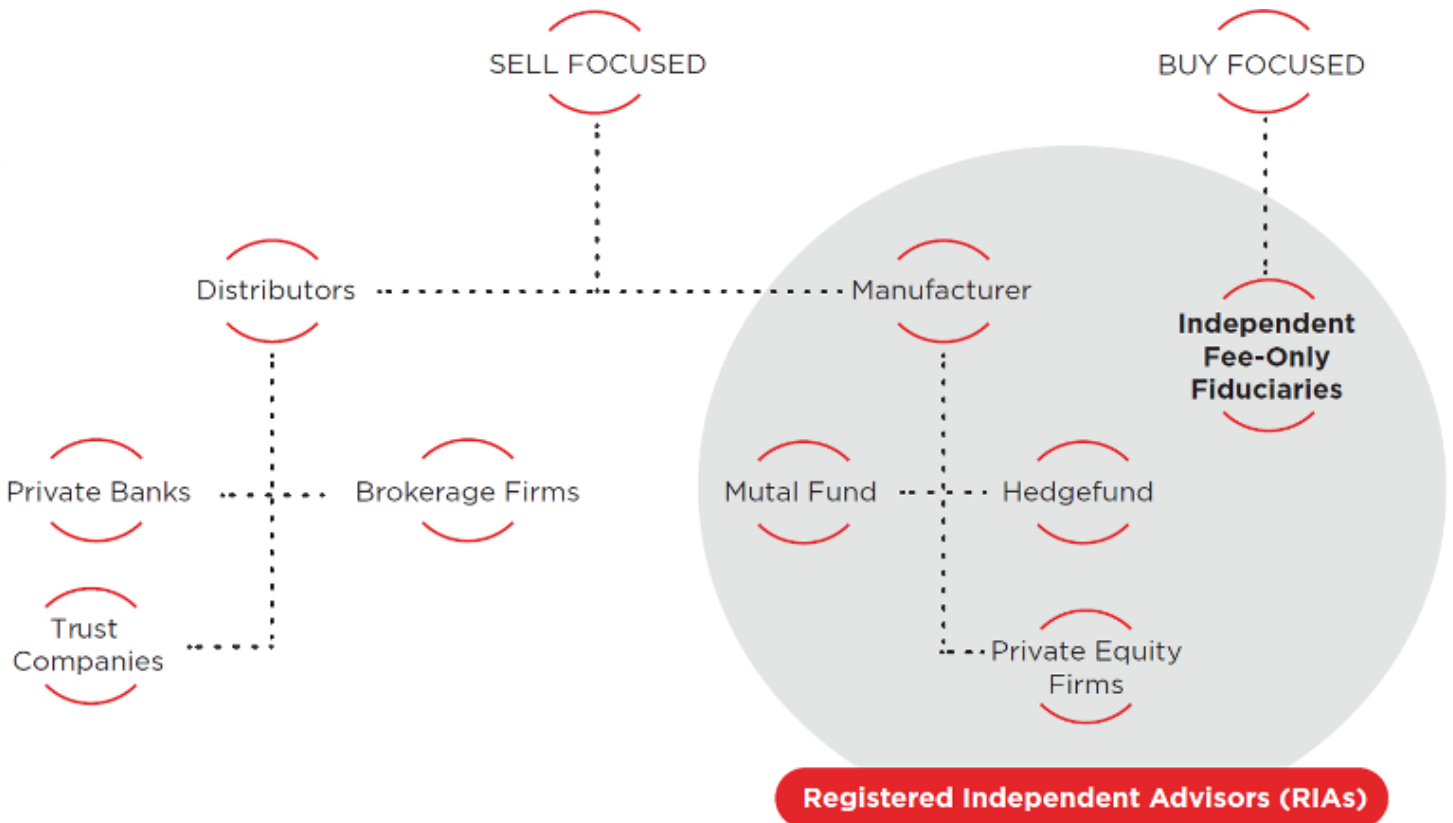 SELL FOCUSED
BUY FOCUSED
Distributors
Manufacturer
Independent
Fee-Only
Fiduciaries
Private Banks
Brokerage Firms
Mutal Fund
Hedgefund
Trust
Companies
Private Equity
Firms
Registered Independent Advisors (RIAs)